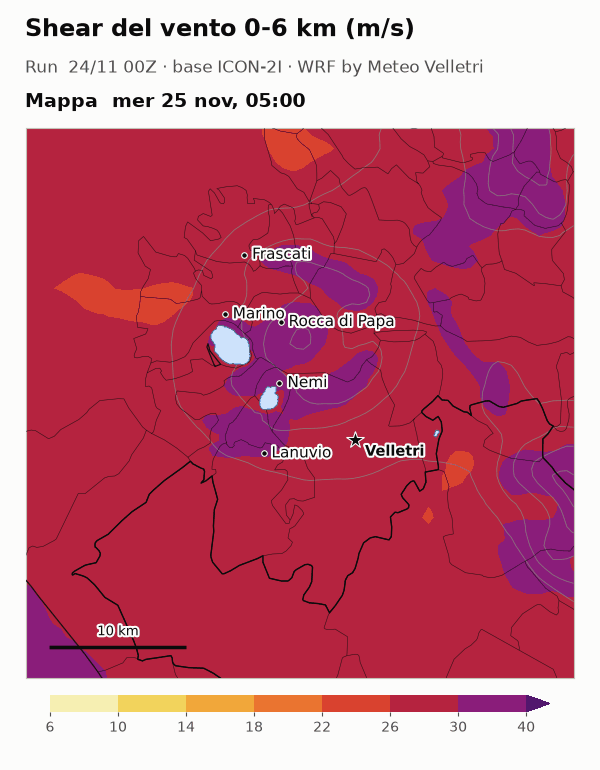 Shear del vento 0-6 km (m/s)
Run  24/11 00Z · base ICON-2I · WRF by Meteo Velletri
Mappa  mer 25 nov, 05:00
Frascati
Marino
Rocca di Papa
Nemi
Velletri
Lanuvio
10 km
6 10 14 18 22 26 30 40